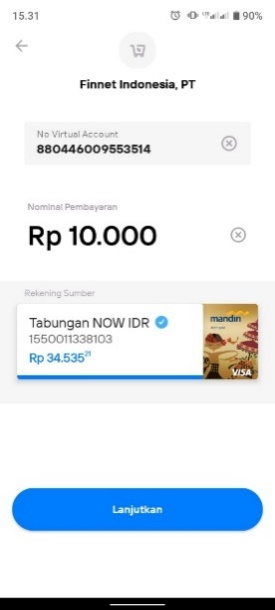 15.31
90%
Finnet Indonesia, PT
No Virtual Account
880446009553514
Nominal Pembayaran
Rp 10.000
Rekening Sumber
Tabungan NOW IDR
1550011338103
Rp 34.535²¹
mandiri
VISA
Lanjutkan